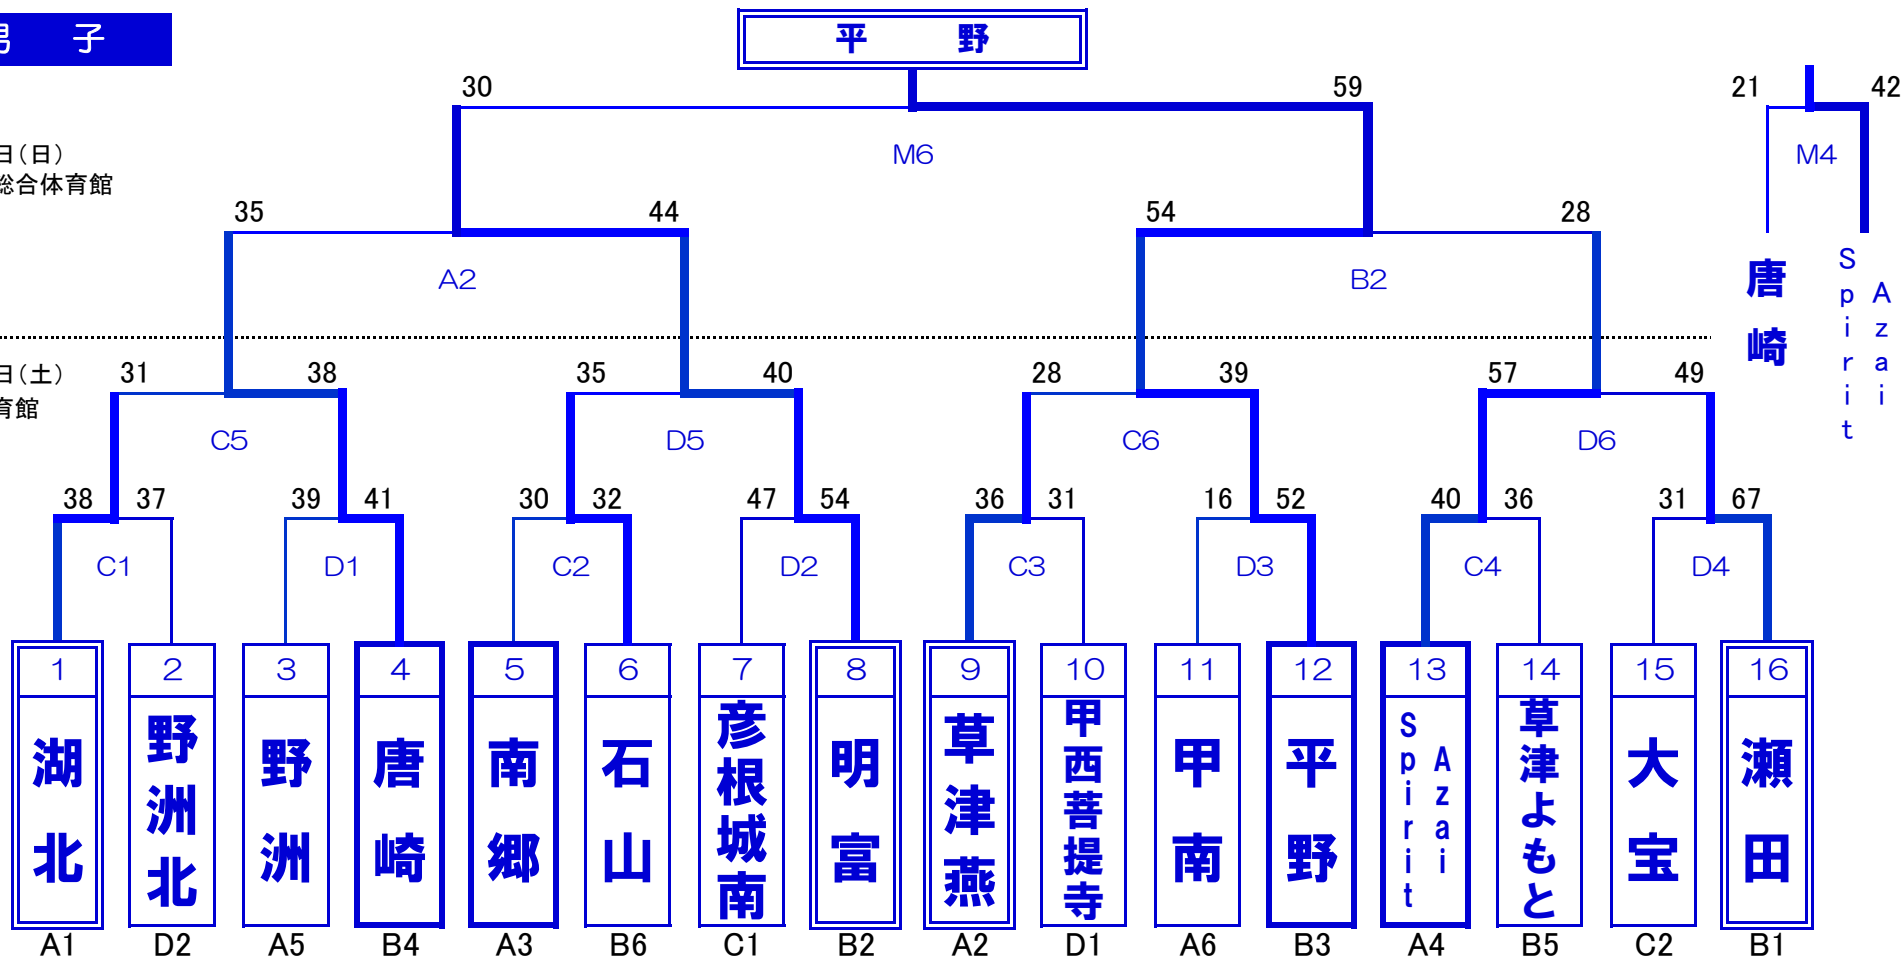 男 子
平 野
30 59 21 42
日(日) M6 M4
総合体育館
35 44 54 28
A2 B2
唐崎
Azai
Spirit
日(土)
31 38 35 40 28 39 57 49
育館
C5 D5 C6 D6
38 37 39 41 30 32 47 54 36 31 16 52 40 36 31 67
C1 D1 C2 D2 C3 D3 C4 D4
1 2 3 4 5 6 7 8 9 10 11 12 13 14 15 16
湖北
野洲北
野洲
唐崎
南郷
石山
彦根城南
明富
草津燕
甲西菩提寺
甲南
平野
Azai
Spirit
草津よもと
大宝
瀬田
A1 D2 A5 B4 A3 B6 C1 B2 A2 D1 A6 B3 A4 B5 C2 B1